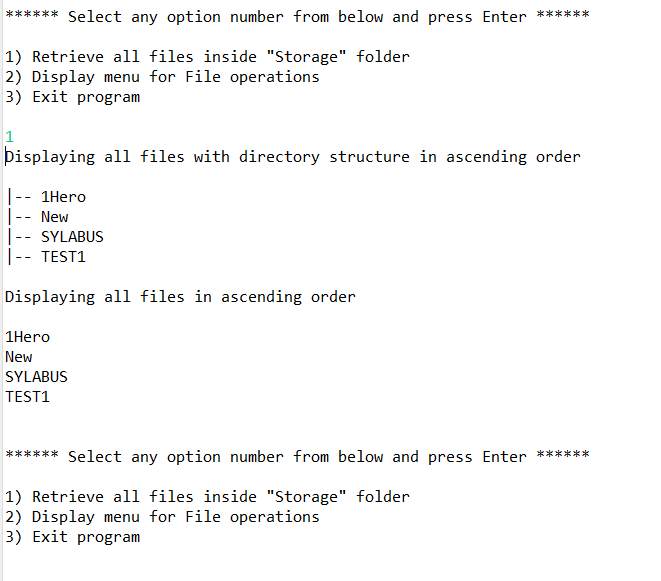 ****** Select any option number from below and press Enter ******
1) Retrieve all files inside "Storage" folder
2) Display menu for File operations
3) Exit program
1
Displaying all files with directory structure in ascending order
|-- 1Hero
|-- New
|-- SYLABUS
|-- TEST1
Displaying all files in ascending order
1Hero
New
SYLABUS
TEST1
****** Select any option number from below and press Enter ******
1) Retrieve all files inside "Storage" folder
2) Display menu for File operations
3) Exit program